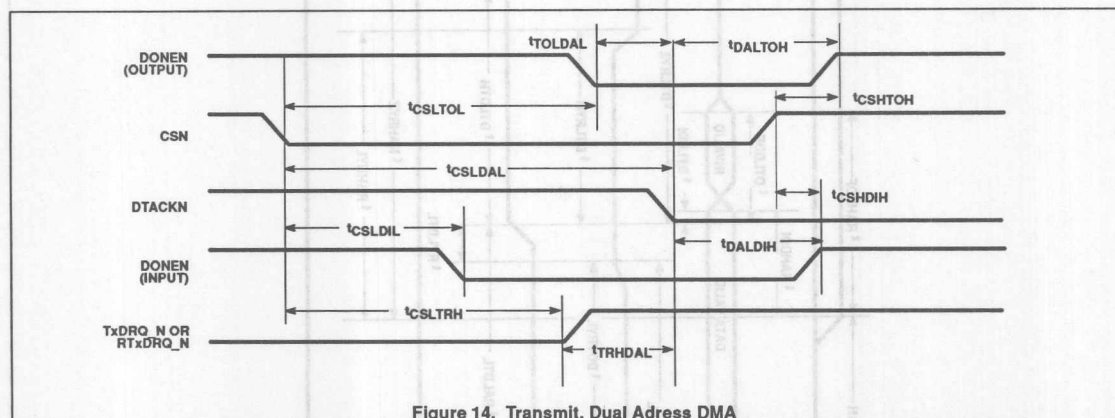 DONEN
(OUTPUT)
tTOLDAL
tDALTOH
tCSLTOL
tCSHTOH
CSN
tCSLDAL
DTACKN
tCSHDIH
tCSLDIL
tDALDIH
DONEN
(INPUT)
tCSLTRH
TxDRQ_N OR
RTxDRQ_N
tTRHDAL
Figure 14. Transmit, Dual Adress DMA